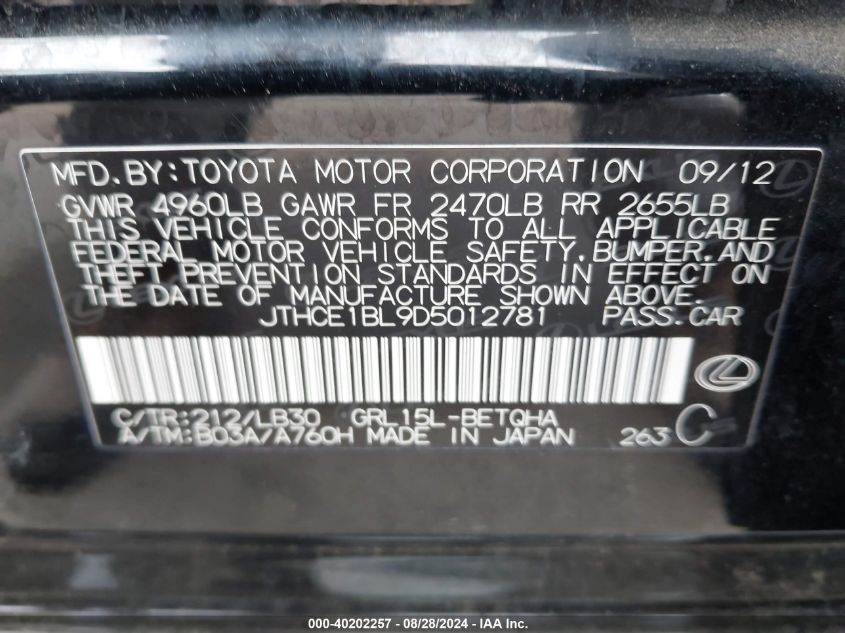 MFD.BY:TOYOTA MOTOR CORPORATION 09/12
GVWR 4960LB GAWR FR 2470LB RR 2655LB
THIS VEHICLE CONFORMS TO ALL APPLICABLE
FEDERAL MOTOR VEHICLE SAFETY,BUMPER,AND
THEFT PREVENTION STANDARDS IN EFFECT ON
THE DATE OF MANUFACTURE SHOWN ABOVE.
JTHCE1BL9D5012781 PASS.CAR
C/TR:212/LB30 GRL15L-BETQHA
A/TM:B03A/A760H MADE IN JAPAN 263 C
000-40202257 - 08/28/2024 - IAA Inc.